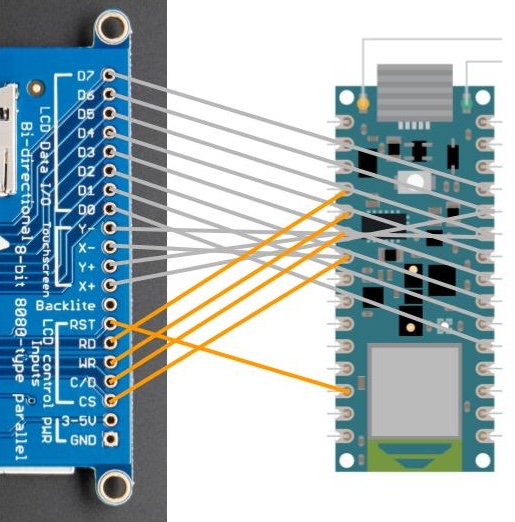 D7
D6
D5
D4
D3
D2
D1
D0
Y-
X-
Y+
X+
Backlite
RST
RD
WR
C/D
CS
3-5V
GND
LCD Data I/O
Touchscreen
LCD control
Inputs
PWR
Bi-directional 8-bit 8080-type parallel